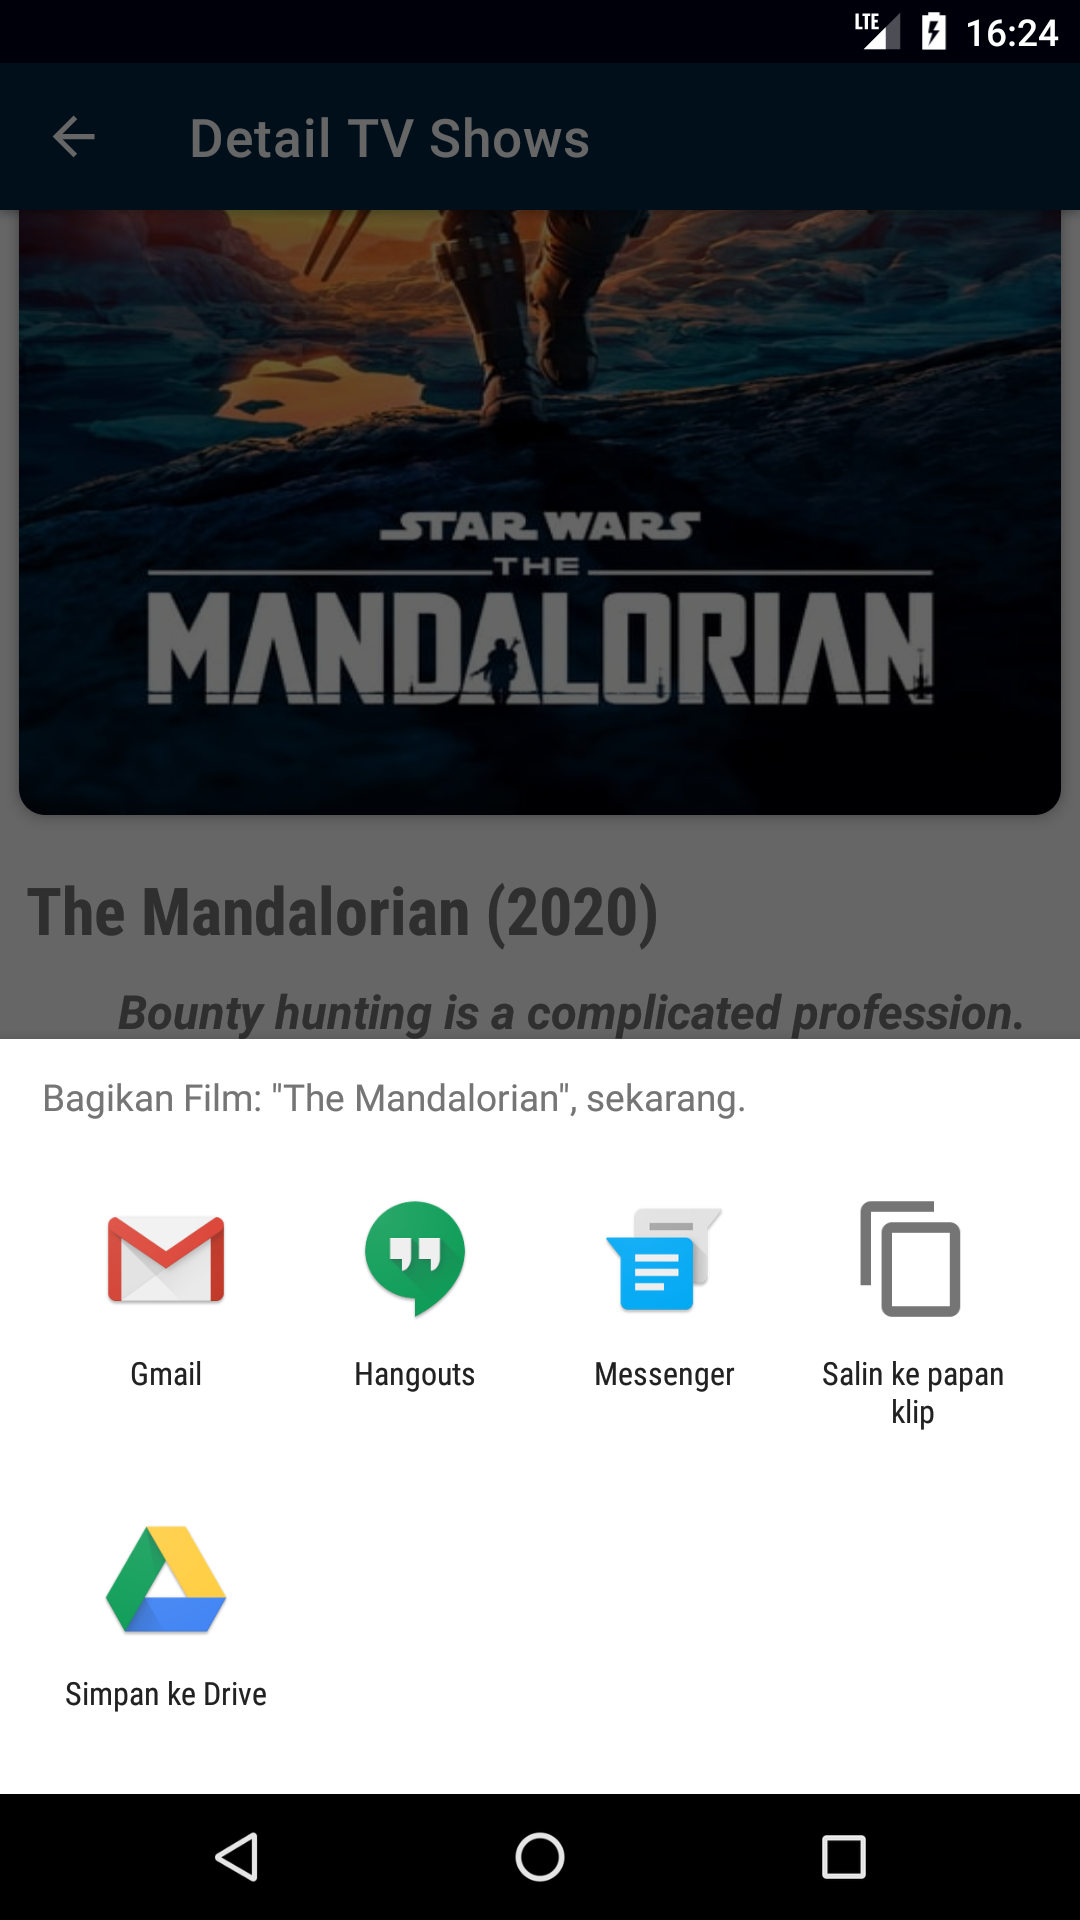 LTE 16:24
Detail TV Shows
STAR WARS
THE
MANDALORIAN
The Mandalorian (2020)
Bounty hunting is a complicated profession.
Bagikan Film: "The Mandalorian", sekarang.
Gmail
Hangouts
Messenger
Salin ke papan
klip
Simpan ke Drive